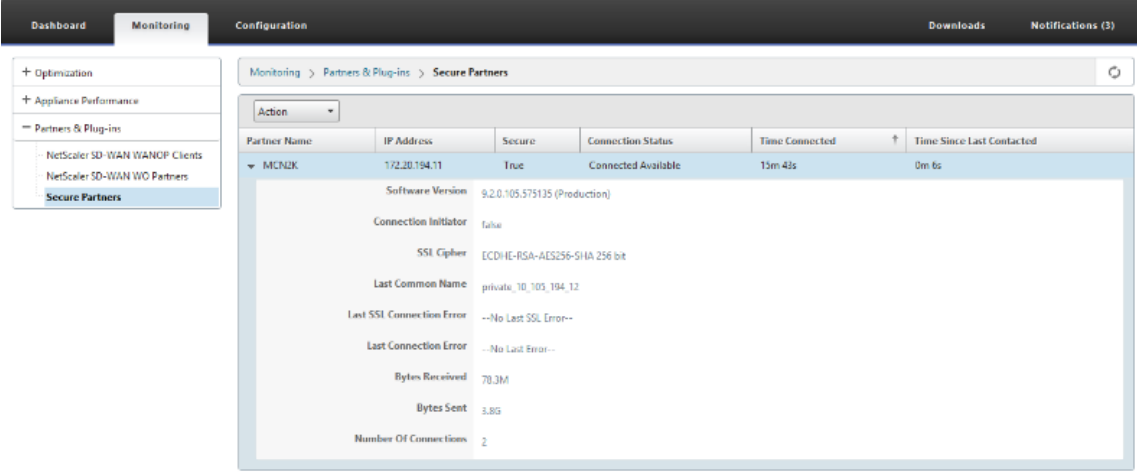 Dashboard Monitoring Configuration Downloads Notifications (3)
+ Optimization
+ Appliance Performance
− Partners & Plug-ins
NetScaler SD-WAN WANOP Clients
NetScaler SD-WAN WO Partners
Secure Partners
Monitoring > Partners & Plug-ins > Secure Partners
Action
Partner Name IP Address Secure Connection Status Time Connected ↑ Time Since Last Contacted
MCN2K 172.20.194.11 True Connected Available 15m 43s 0m 6s
Software Version 9.2.0.105.575135 (Production)
Connection Initiator false
SSL Cipher ECDHE-RSA-AES256-SHA 256 bit
Last Common Name private_10_105_194_12
Last SSL Connection Error --No Last SSL Error--
Last Connection Error --No Last Error--
Bytes Received 78.3M
Bytes Sent 3.8G
Number Of Connections 2